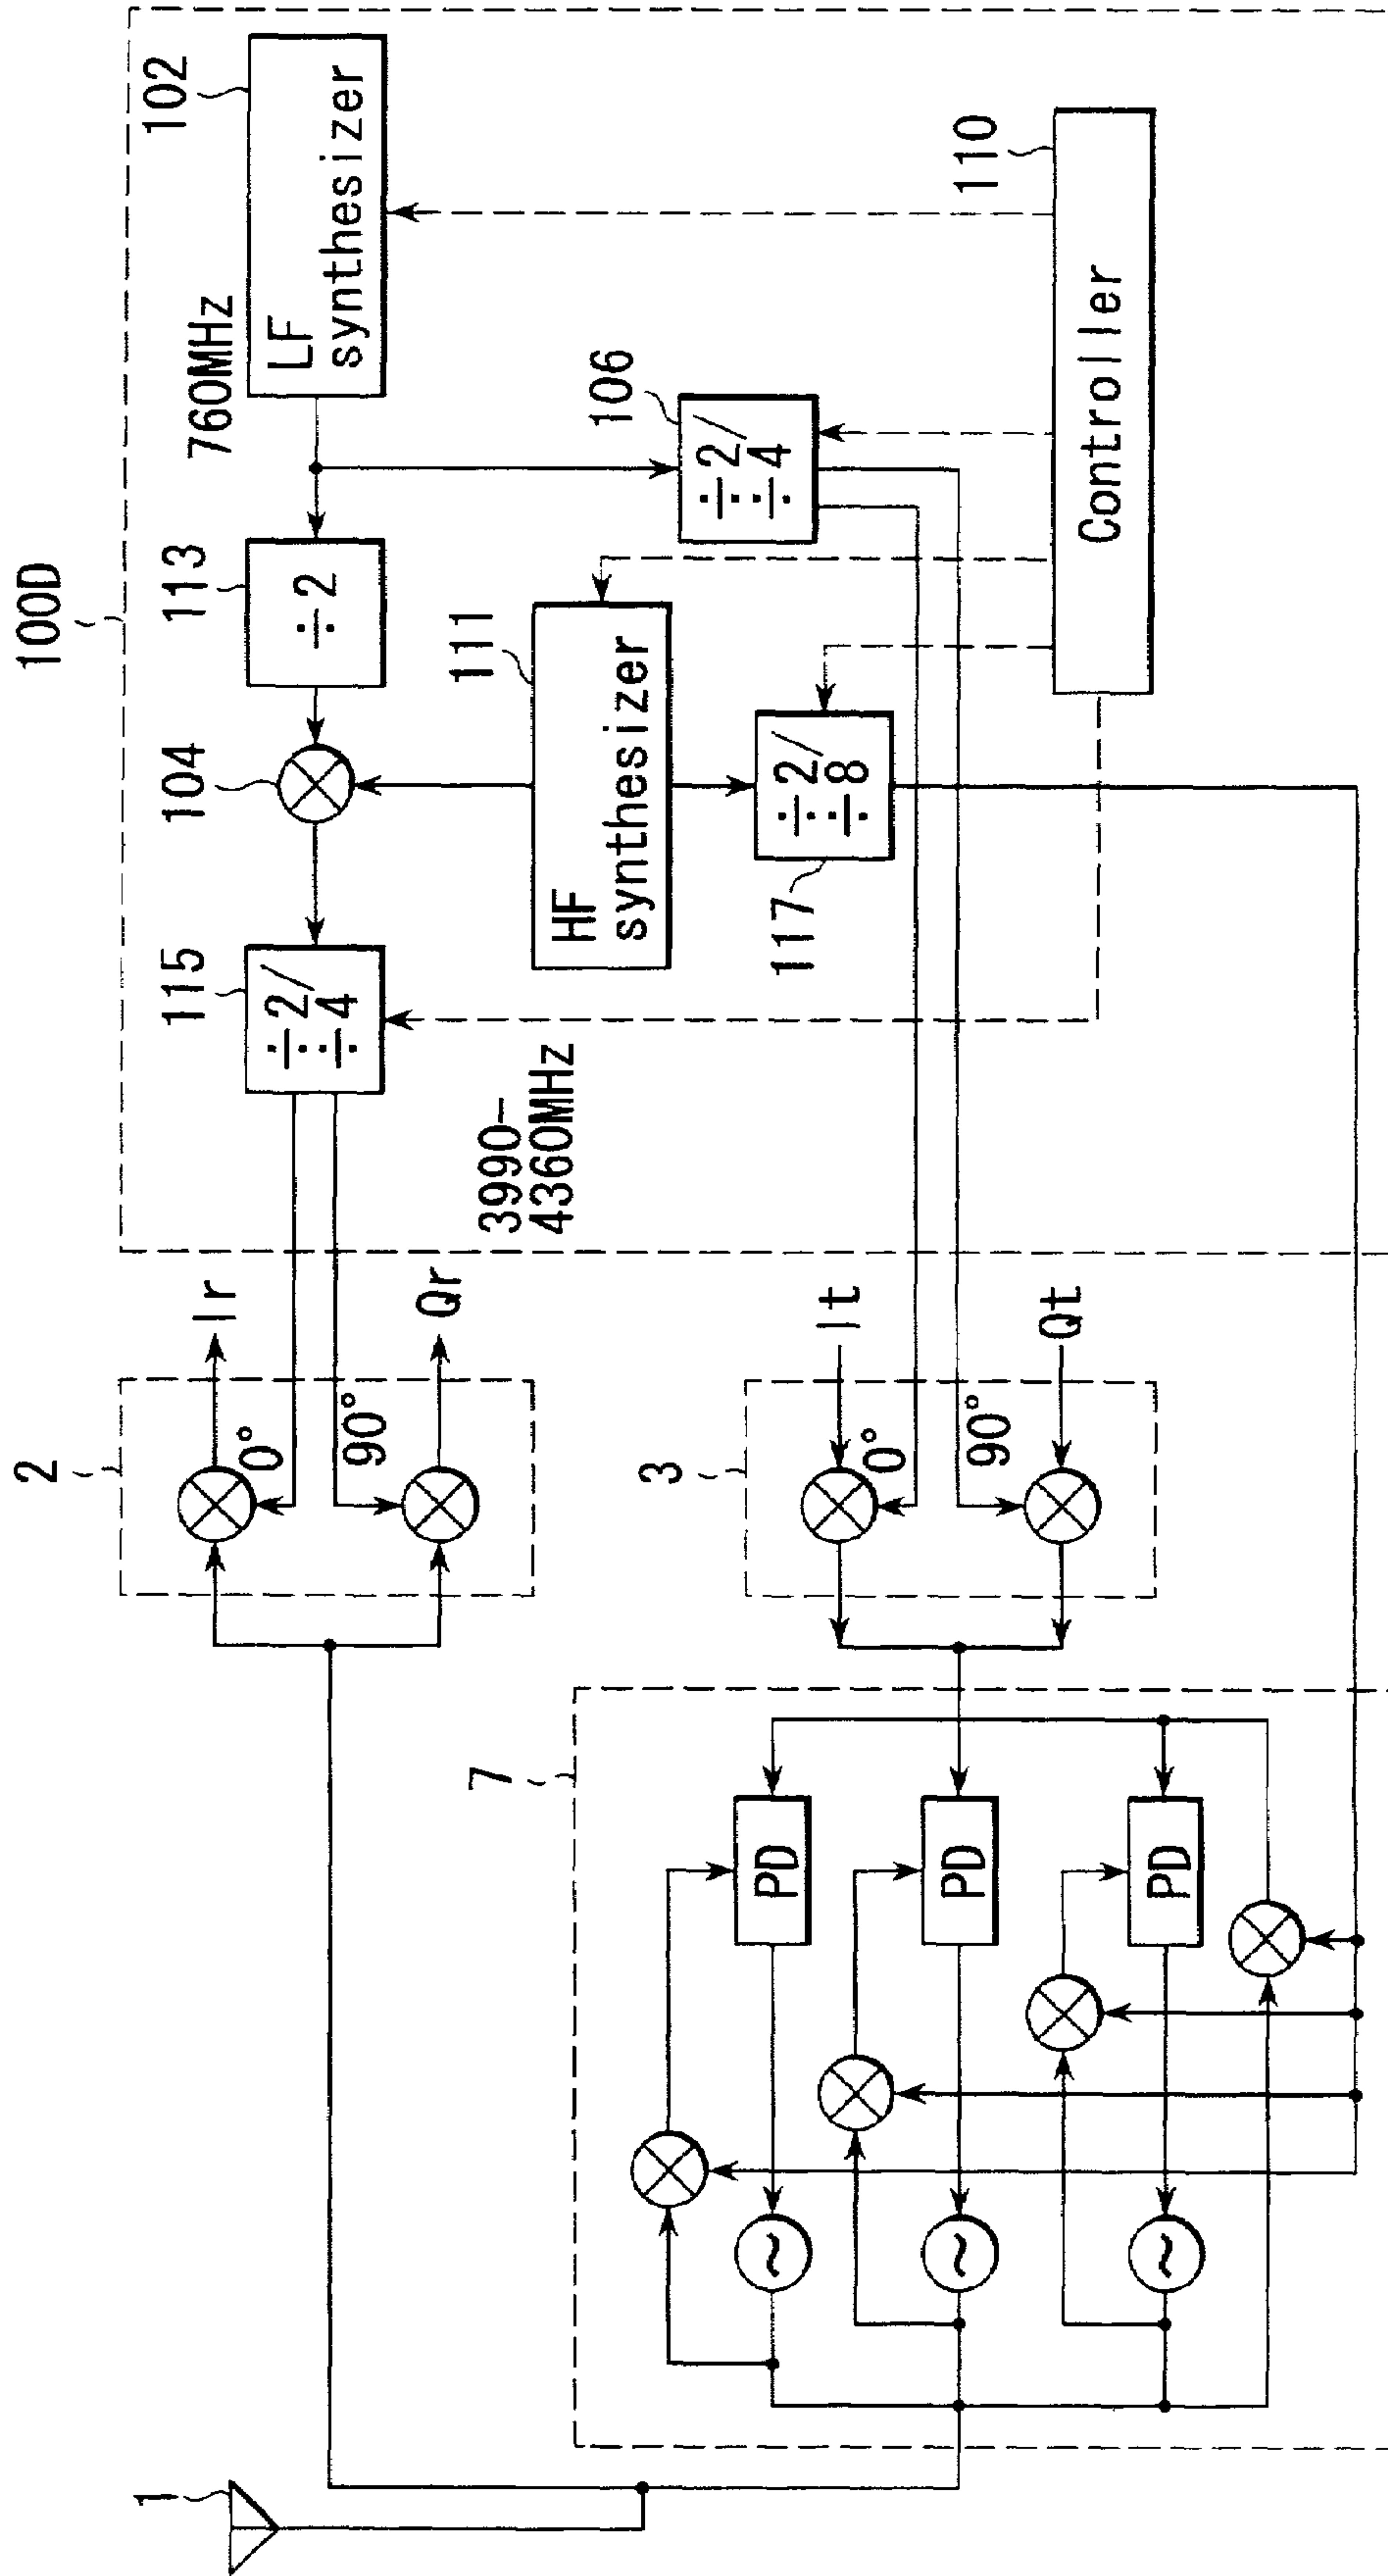 100D
102
LF
synthesizer
760MHz
113
÷2
104
115
÷2/
÷4
111
HF
synthesizer
106
÷2/
÷4
117
÷2/
÷8
110
Controller
3990-
4360MHz
2
Ir
Qr
0°
90°
3
It
Qt
0°
90°
7
PD
PD
PD
~
~
~
1